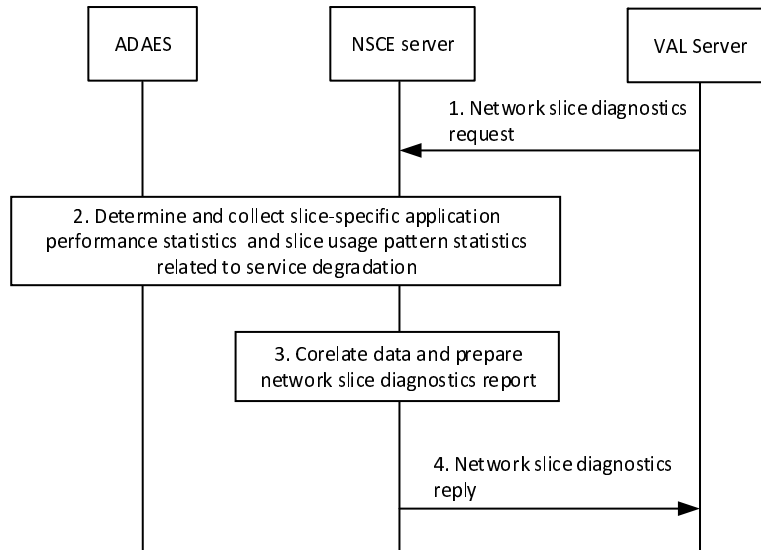 ADAES
NSCE server
VAL Server
1. Network slice diagnostics
request
2. Determine and collect slice-specific application
performance statistics and slice usage pattern statistics
related to service degradation
3. Corelate data and prepare
network slice diagnostics report
4. Network slice diagnostics
reply